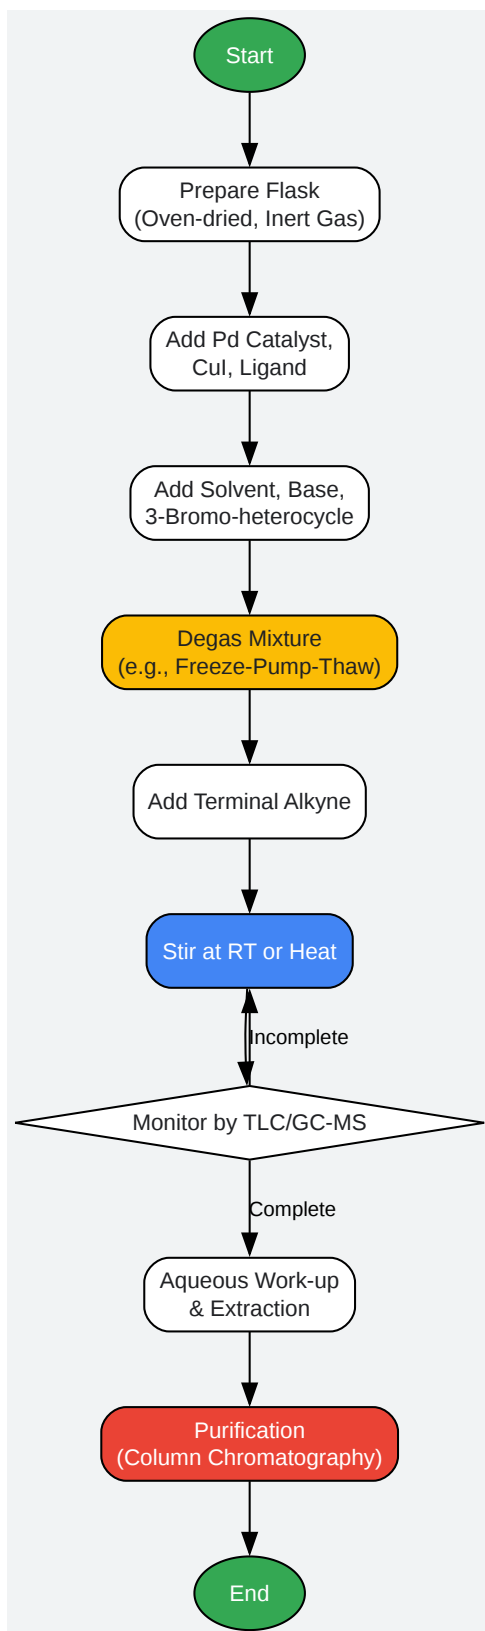 Start
Prepare Flask
(Oven-dried, Inert Gas)
Add Pd Catalyst,
CuI, Ligand
Add Solvent, Base,
3-Bromo-heterocycle
Degas Mixture
(e.g., Freeze-Pump-Thaw)
Add Terminal Alkyne
Stir at RT or Heat
Incomplete
Monitor by TLC/GC-MS
Complete
Aqueous Work-up
& Extraction
Purification
(Column Chromatography)
End